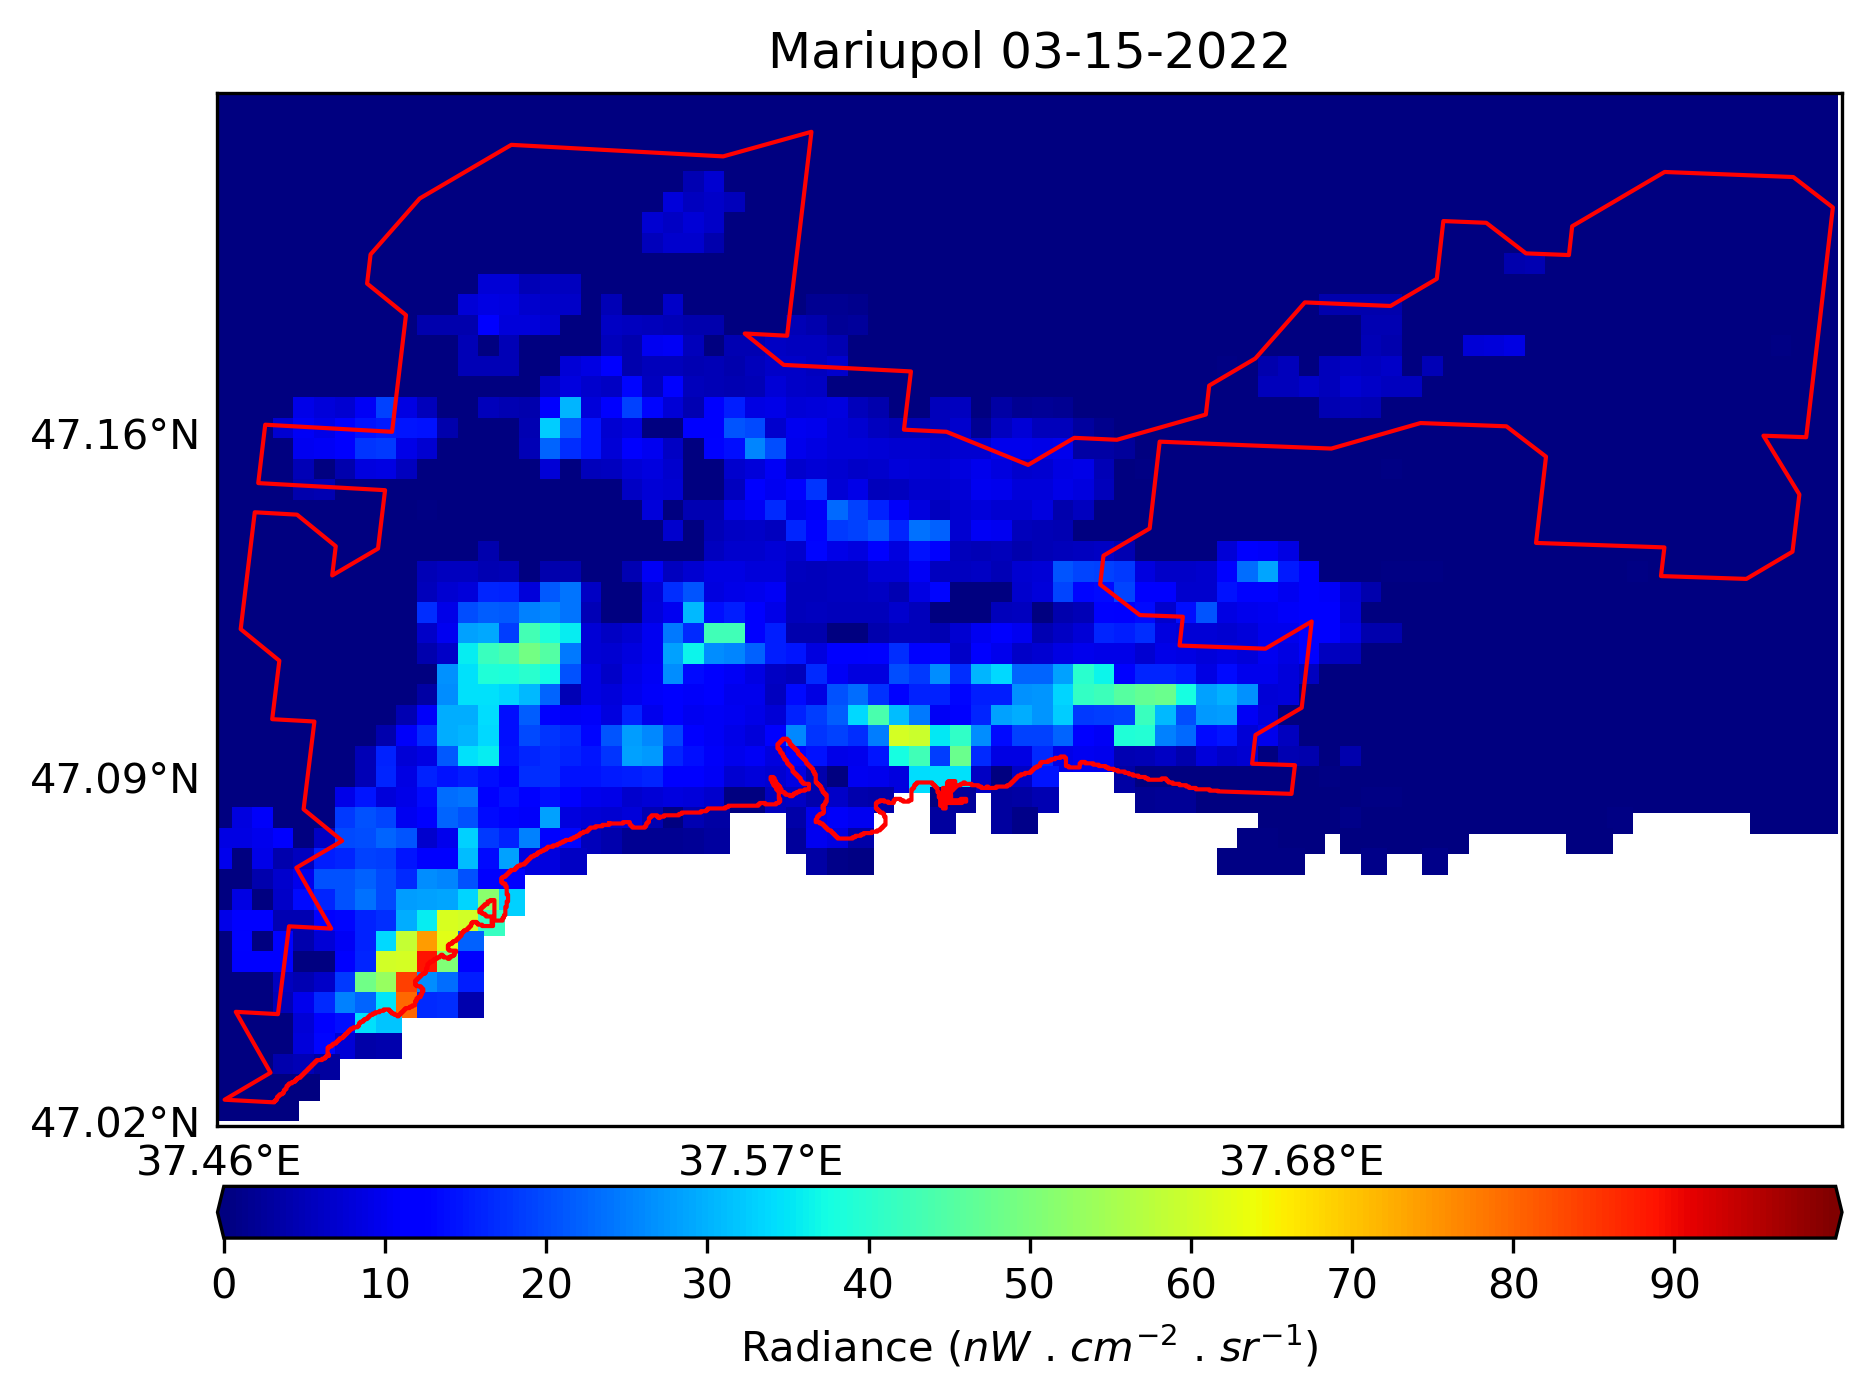 Mariupol 03-15-2022
47.16°N
47.09°N
47.02°N
37.46°E 37.57°E 37.68°E
0 10 20 30 40 50 60 70 80 90
Radiance (nW . cm⁻² . sr⁻¹)